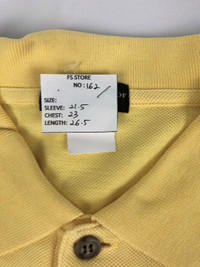 FS STORE
NO: 162
SIZE:
SLEEVE: 21.5
CHEST: 23
LENGTH: 26.5